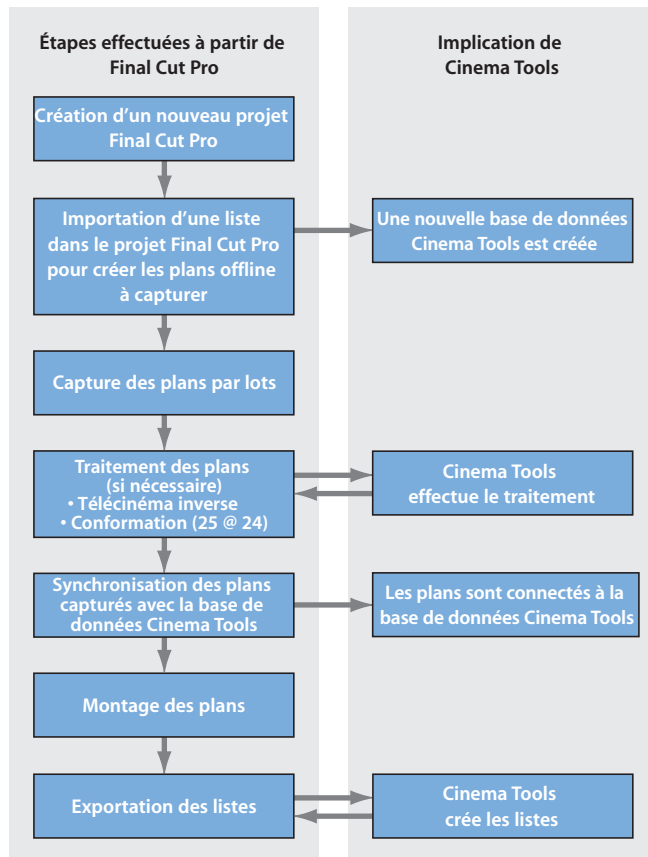 Étapes effectuées à partir de
Final Cut Pro
Implication de
Cinema Tools
Création d’un nouveau projet
Final Cut Pro
Importation d’une liste
dans le projet Final Cut Pro
pour créer les plans offline
à capturer
Une nouvelle base de données
Cinema Tools est créée
Capture des plans par lots
Traitement des plans
(si nécessaire)
• Télécinéma inverse
• Conformation (25 @ 24)
Cinema Tools
effectue le traitement
Synchronisation des plans
capturés avec la base de
données Cinema Tools
Les plans sont connectés à la
base de données Cinema Tools
Montage des plans
Exportation des listes
Cinema Tools
crée les listes